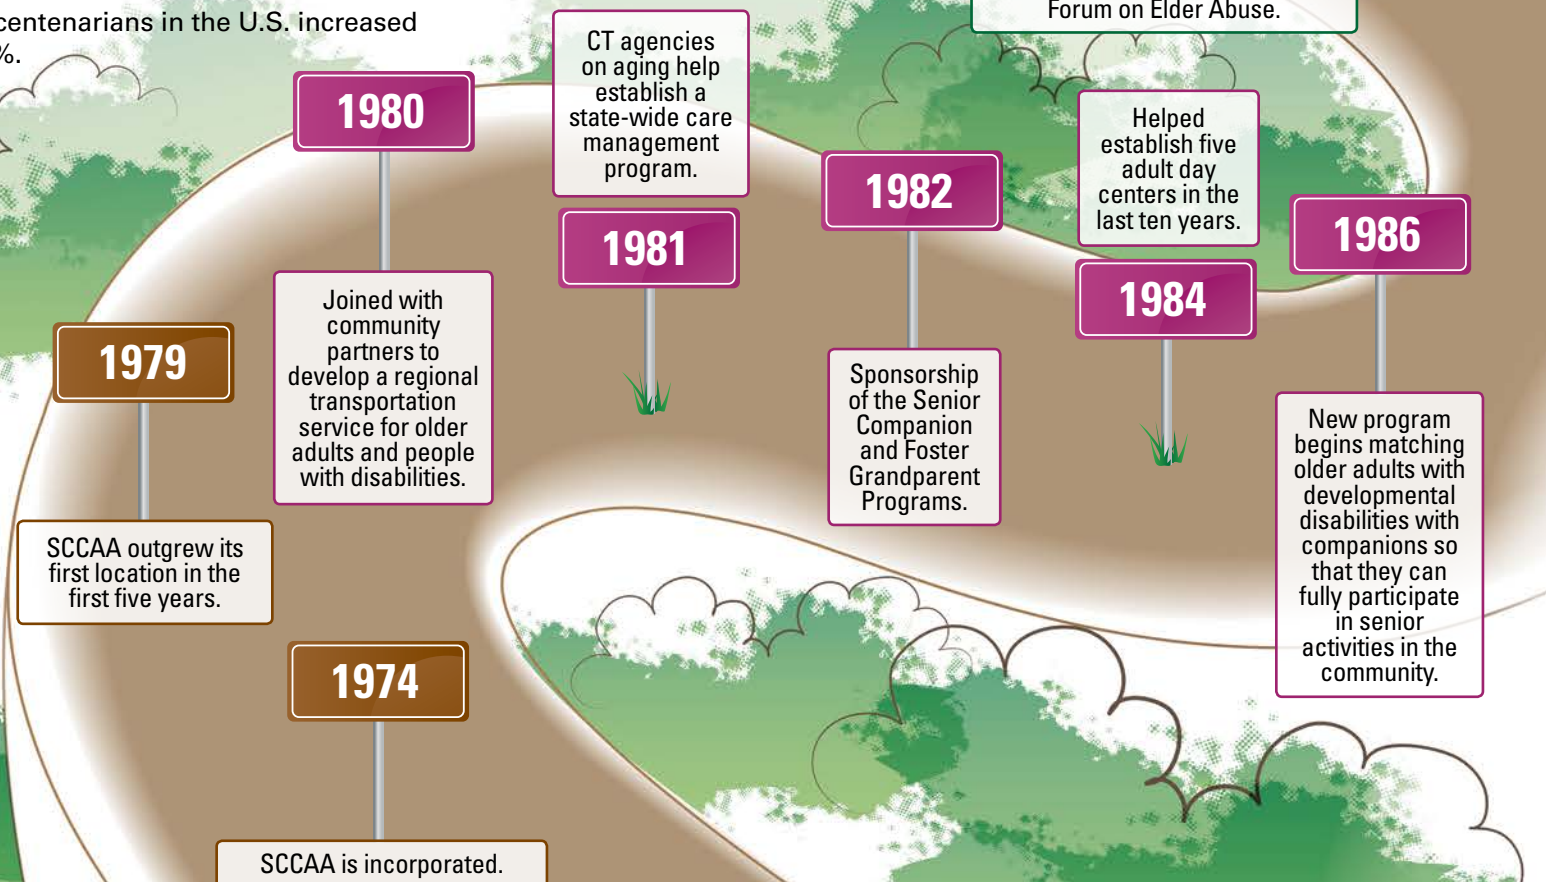 centenarians in the U.S. increased
%.
Forum on Elder Abuse.
1980
Joined with
community
partners to
develop a regional
transportation
service for older
adults and people
with disabilities.
CT agencies
on aging help
establish a
state-wide care
management
program.
1981
1982
Sponsorship
of the Senior
Companion
and Foster
Grandparent
Programs.
Helped
establish five
adult day
centers in the
last ten years.
1984
1986
New program
begins matching
older adults with
developmental
disabilities with
companions so
that they can
fully participate
in senior
activities in the
community.
1979
SCCAA outgrew its
first location in the
first five years.
1974
SCCAA is incorporated.